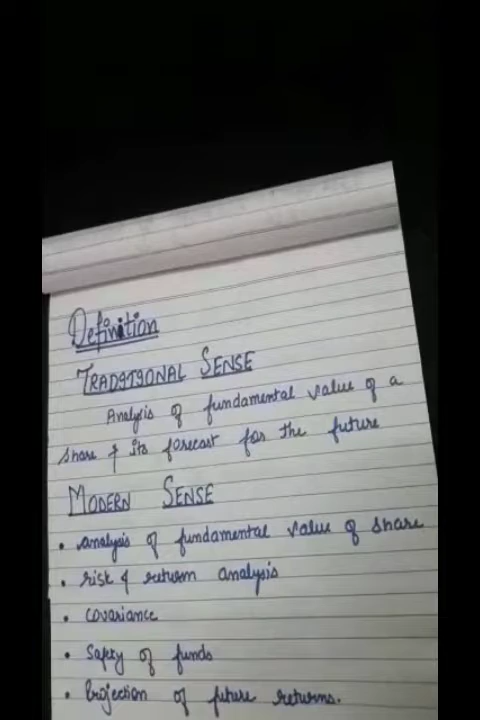 Definition
TRADITIONAL SENSE
Analysis of fundamental value of a
share & its forecast for the future
MODERN SENSE
• analysis of fundamental value of share
• risk & return analysis
• covariance
• Safety of funds
• Projection of future returns.